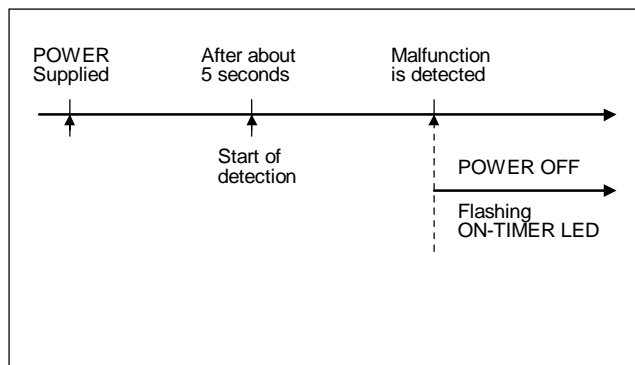 POWER
Supplied
After about
5 seconds
Malfunction
is detected
Start of
detection
POWER OFF
Flashing
ON-TIMER LED